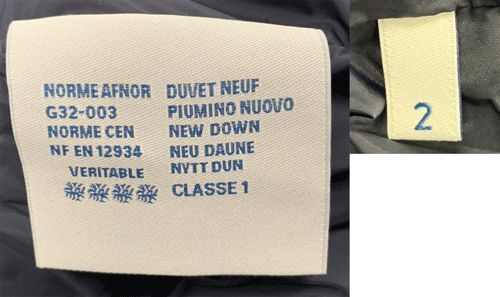 NORME AFNOR
G32-003
NORME CEN
NF EN 12934
VERITABLE
DUVET NEUF
PIUMINO NUOVO
NEW DOWN
NEU DAUNE
NYTT DUN
CLASSE 1
2